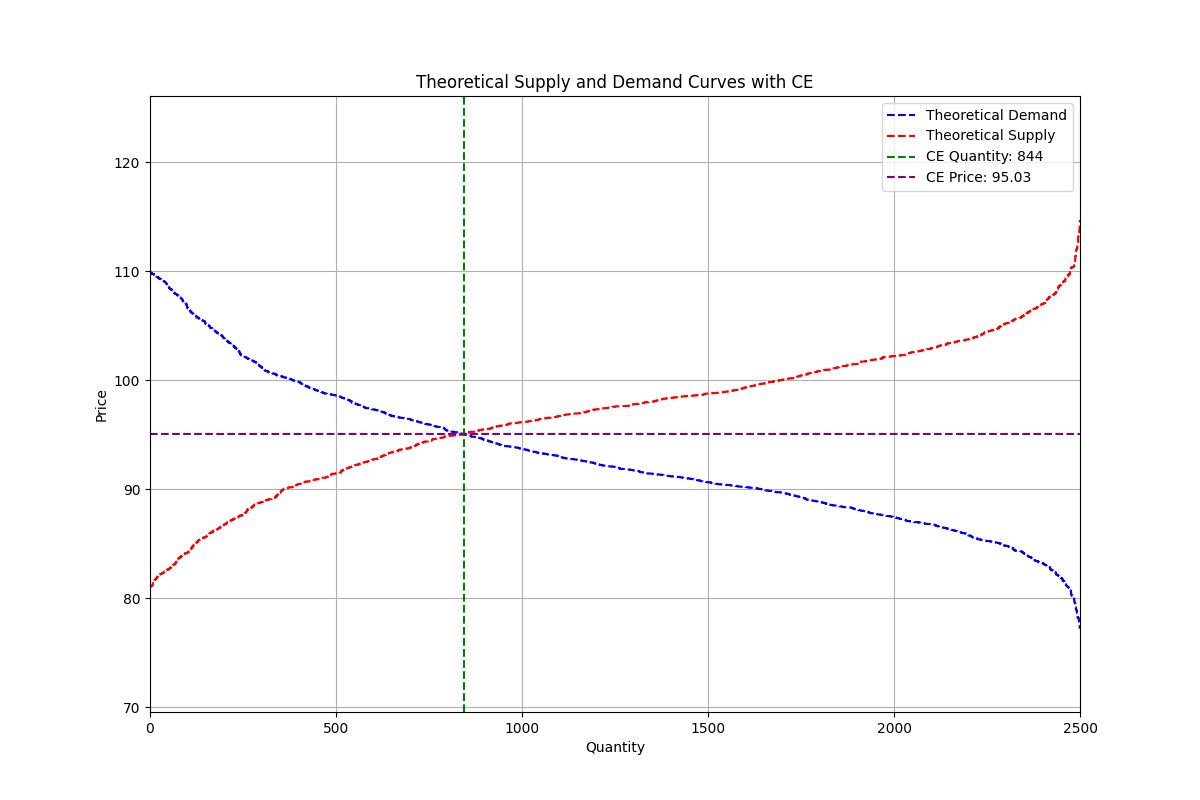 Theoretical Supply and Demand Curves with CE
Theoretical Demand
Theoretical Supply
CE Quantity: 844
CE Price: 95.03
Price
120
110
100
90
80
70
0
500
1000
1500
2000
2500
Quantity